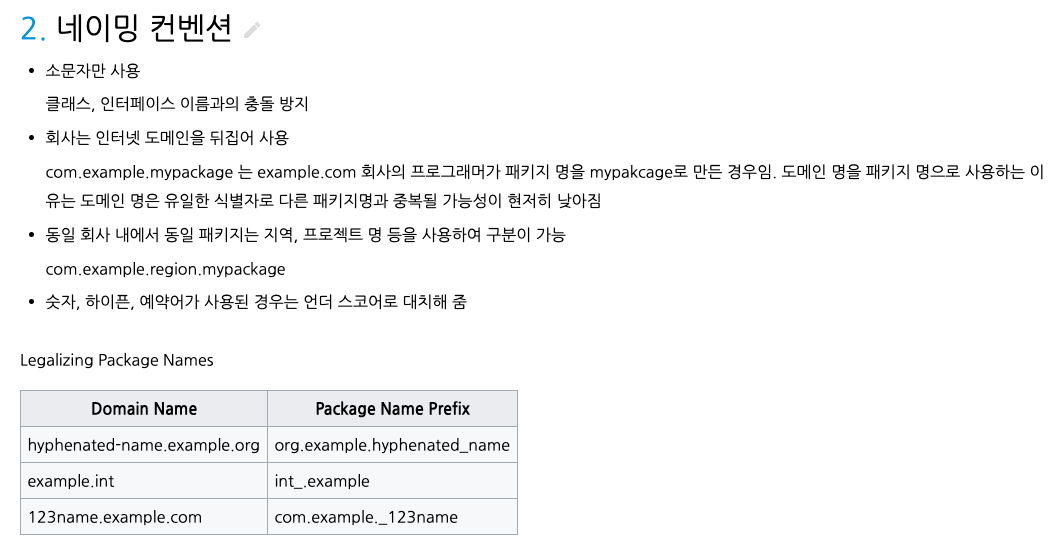 2. 네이밍 컨벤션
• 소문자만 사용
클래스, 인터페이스 이름과의 충돌 방지
• 회사는 인터넷 도메인을 뒤집어 사용
com.example.mypackage 는 example.com 회사의 프로그래머가 패키지 명을 mypakcage로 만든 경우임. 도메인 명을 패키지 명으로 사용하는 이
유는 도메인 명은 유일한 식별자로 다른 패키지명과 중복될 가능성이 현저히 낮아짐
• 동일 회사 내에서 동일 패키지는 지역, 프로젝트 명 등을 사용하여 구분이 가능
com.example.region.mypackage
• 숫자, 하이픈, 예약어가 사용된 경우는 언더 스코어로 대치해 줌
Legalizing Package Names
Domain Name Package Name Prefix
hyphenated-name.example.org org.example.hyphenated_name
example.int int_.example
123name.example.com com.example._123name